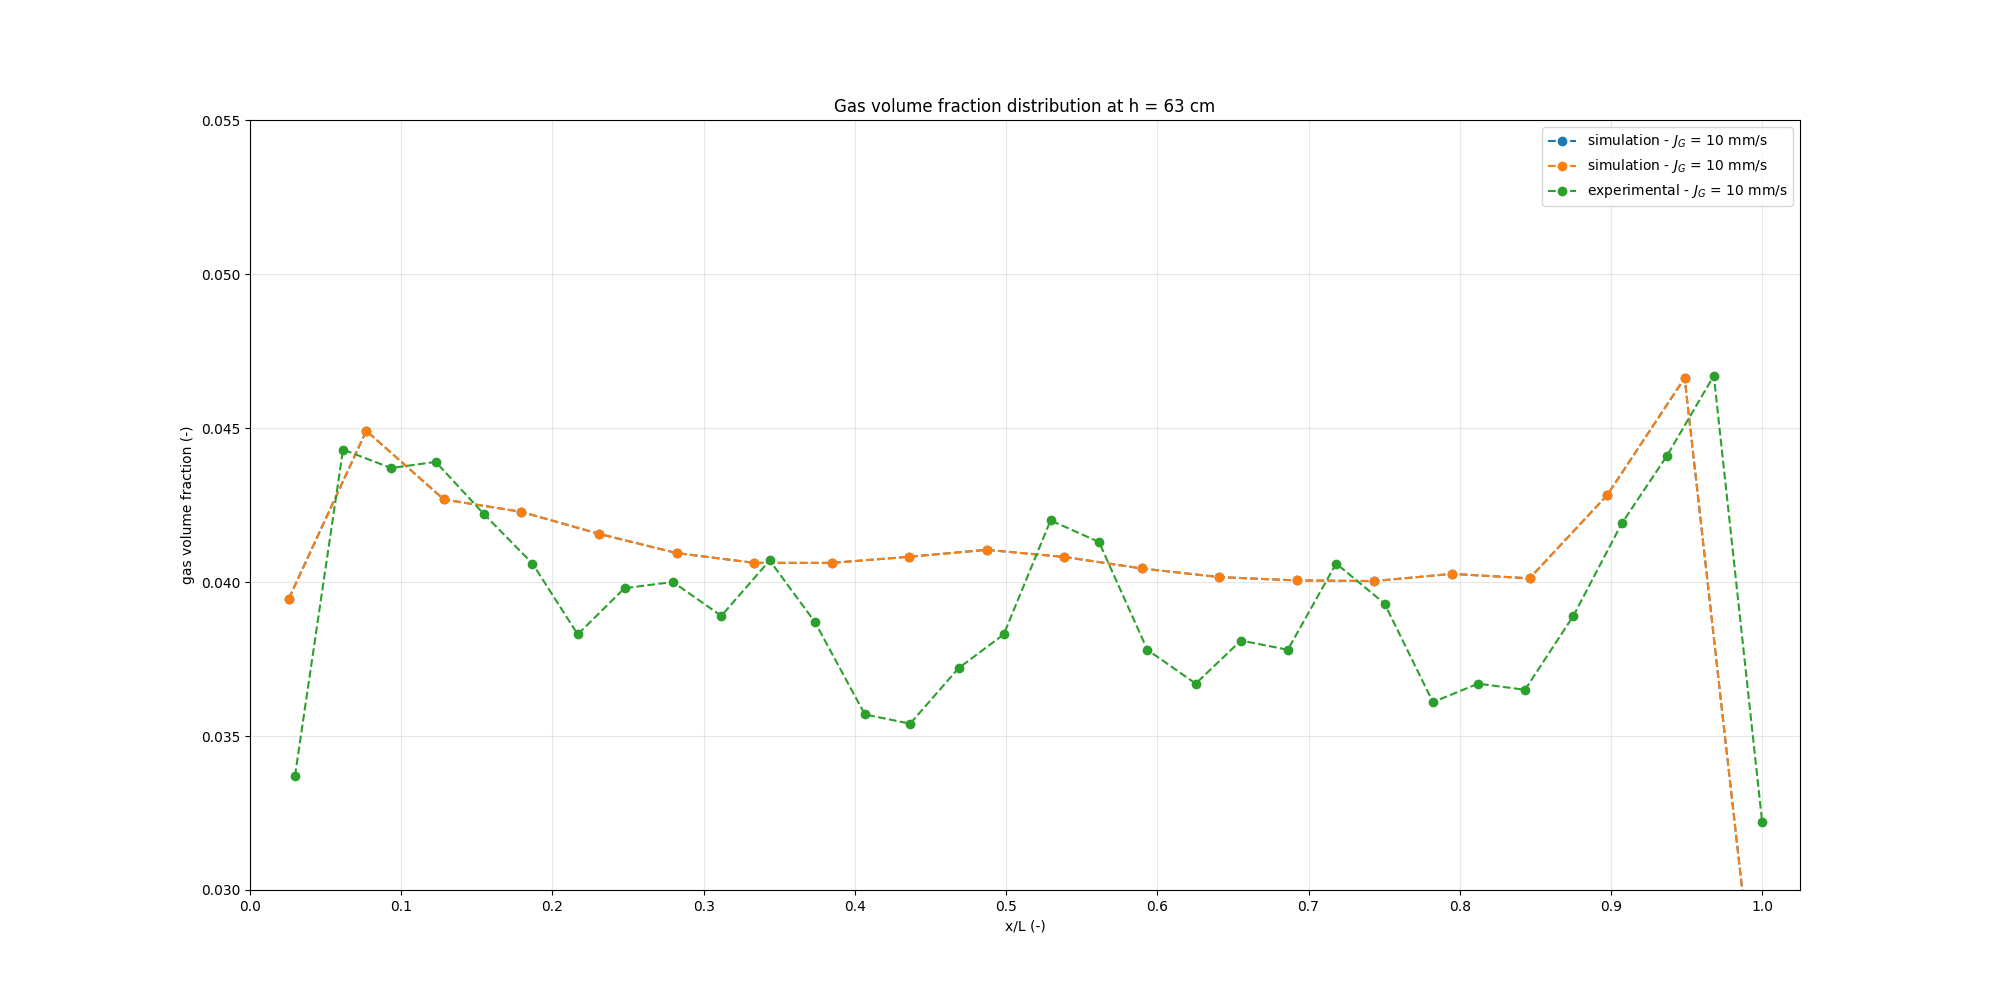 Gas volume fraction distribution at h = 63 cm
simulation - J_G = 10 mm/s
simulation - J_G = 10 mm/s
experimental - J_G = 10 mm/s
gas volume fraction (-)
0.055
0.050
0.045
0.040
0.035
0.030
0.0 0.1 0.2 0.3 0.4 0.5 0.6 0.7 0.8 0.9 1.0
x/L (-)